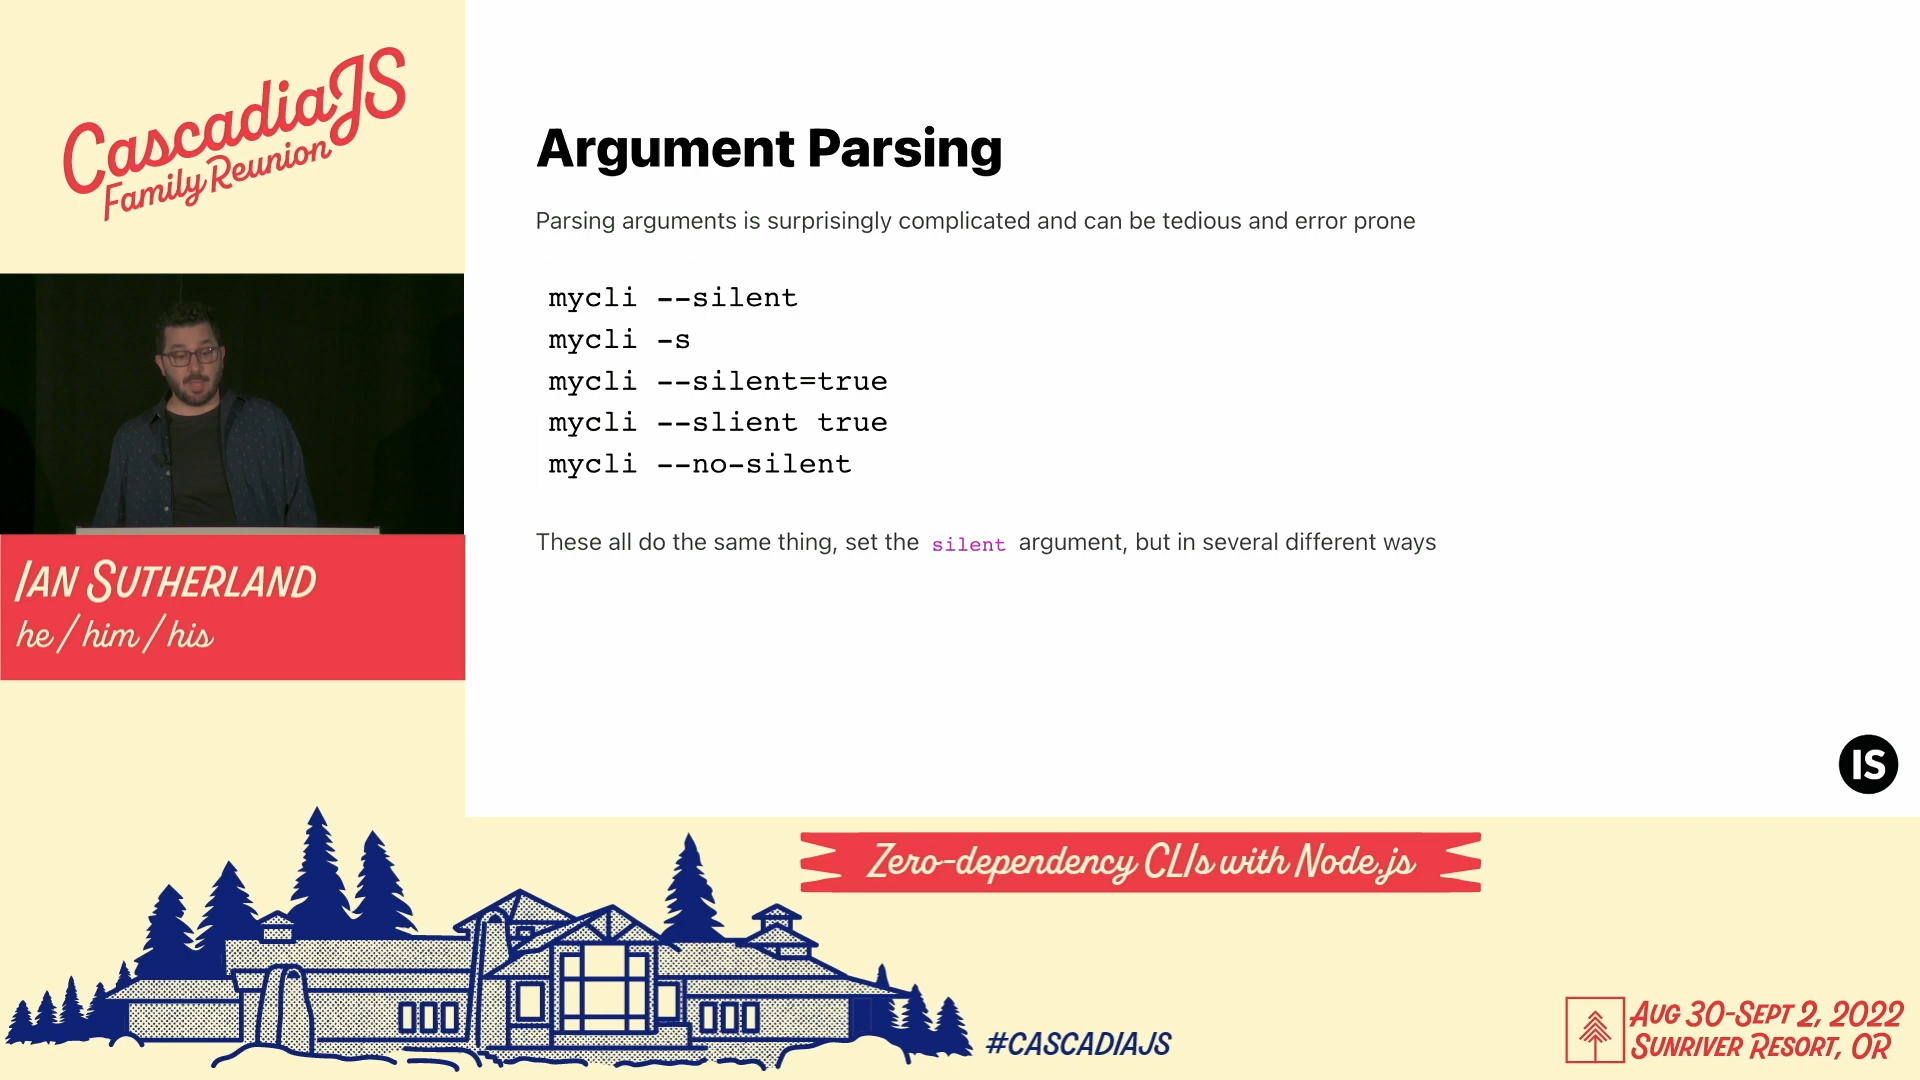 CascadiaJS
Family Reunion
IAN SUTHERLAND
he / him / his
Argument Parsing
Parsing arguments is surprisingly complicated and can be tedious and error prone
mycli --silent
mycli -s
mycli --silent=true
mycli --slient true
mycli --no-silent
These all do the same thing, set the silent argument, but in several different ways
IS
Zero-dependency CLIs with Node.js
#CASCADIAJS
AUG 30-SEPT 2, 2022
SUNRIVER RESORT, OR